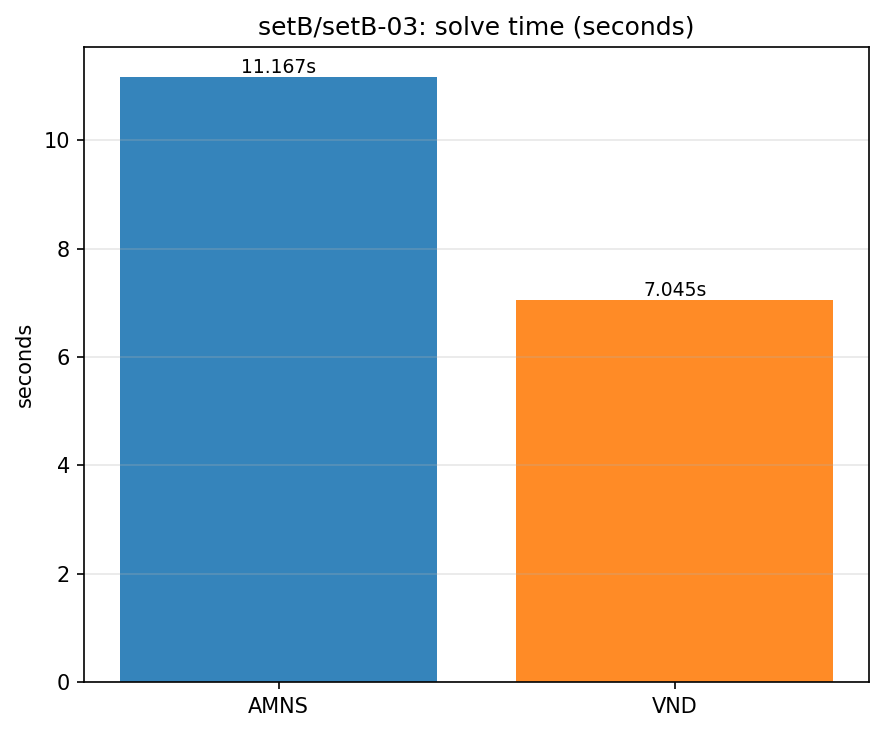 setB/setB-03: solve time (seconds)
11.167s
7.045s
10
8
6
4
2
0
seconds
AMNS
VND